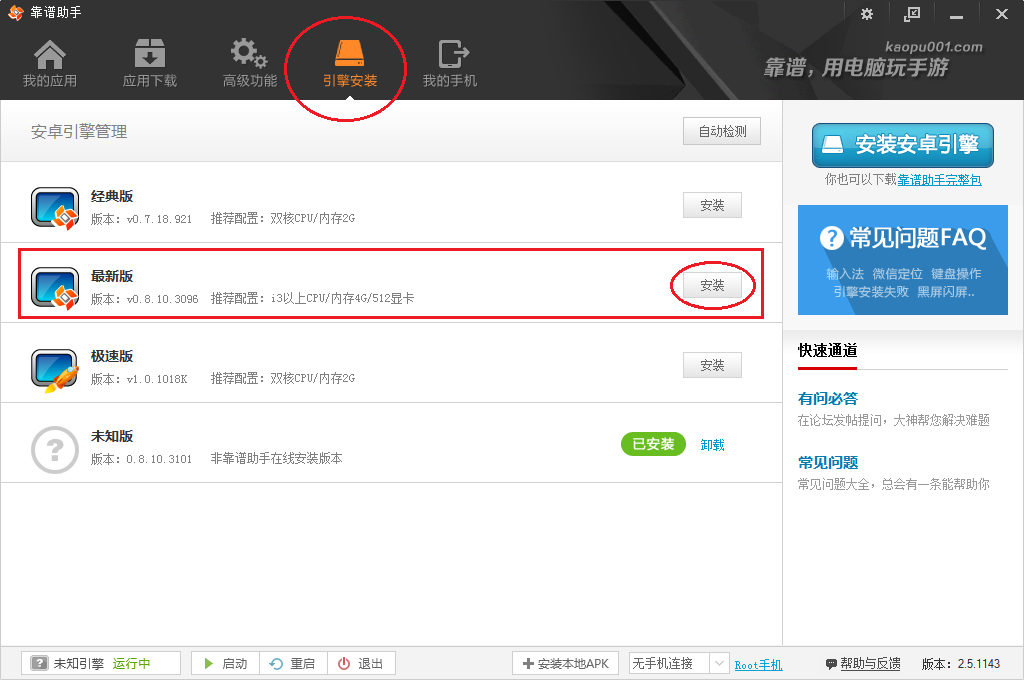 靠谱助手
我的应用
应用下载
高级功能
引擎安装
我的手机
kaopu001.com
靠谱，用电脑玩手游
安卓引擎管理
自动检测
经典版
版本：v0.7.18.921 推荐配置：双核CPU/内存2G
安装
最新版
版本：v0.8.10.3096 推荐配置：i3以上CPU/内存4G/512显卡
安装
极速版
版本：v1.0.1018K 推荐配置：双核CPU/内存2G
安装
未知版
版本：0.8.10.3101 非靠谱助手在线安装版本
已安装 卸载
安装安卓引擎
你也可以下载靠谱助手完整包
常见问题FAQ
输入法 微信定位 键盘操作
引擎安装失败 黑屏闪屏..
快速通道
有问必答
在论坛发帖提问，大神帮您解决难题
常见问题
常见问题大全，总会有一条能帮助你
未知引擎 运行中
启动
重启
退出
安装本地APK
无手机连接
Root手机
帮助与反馈
版本：2.5.1143